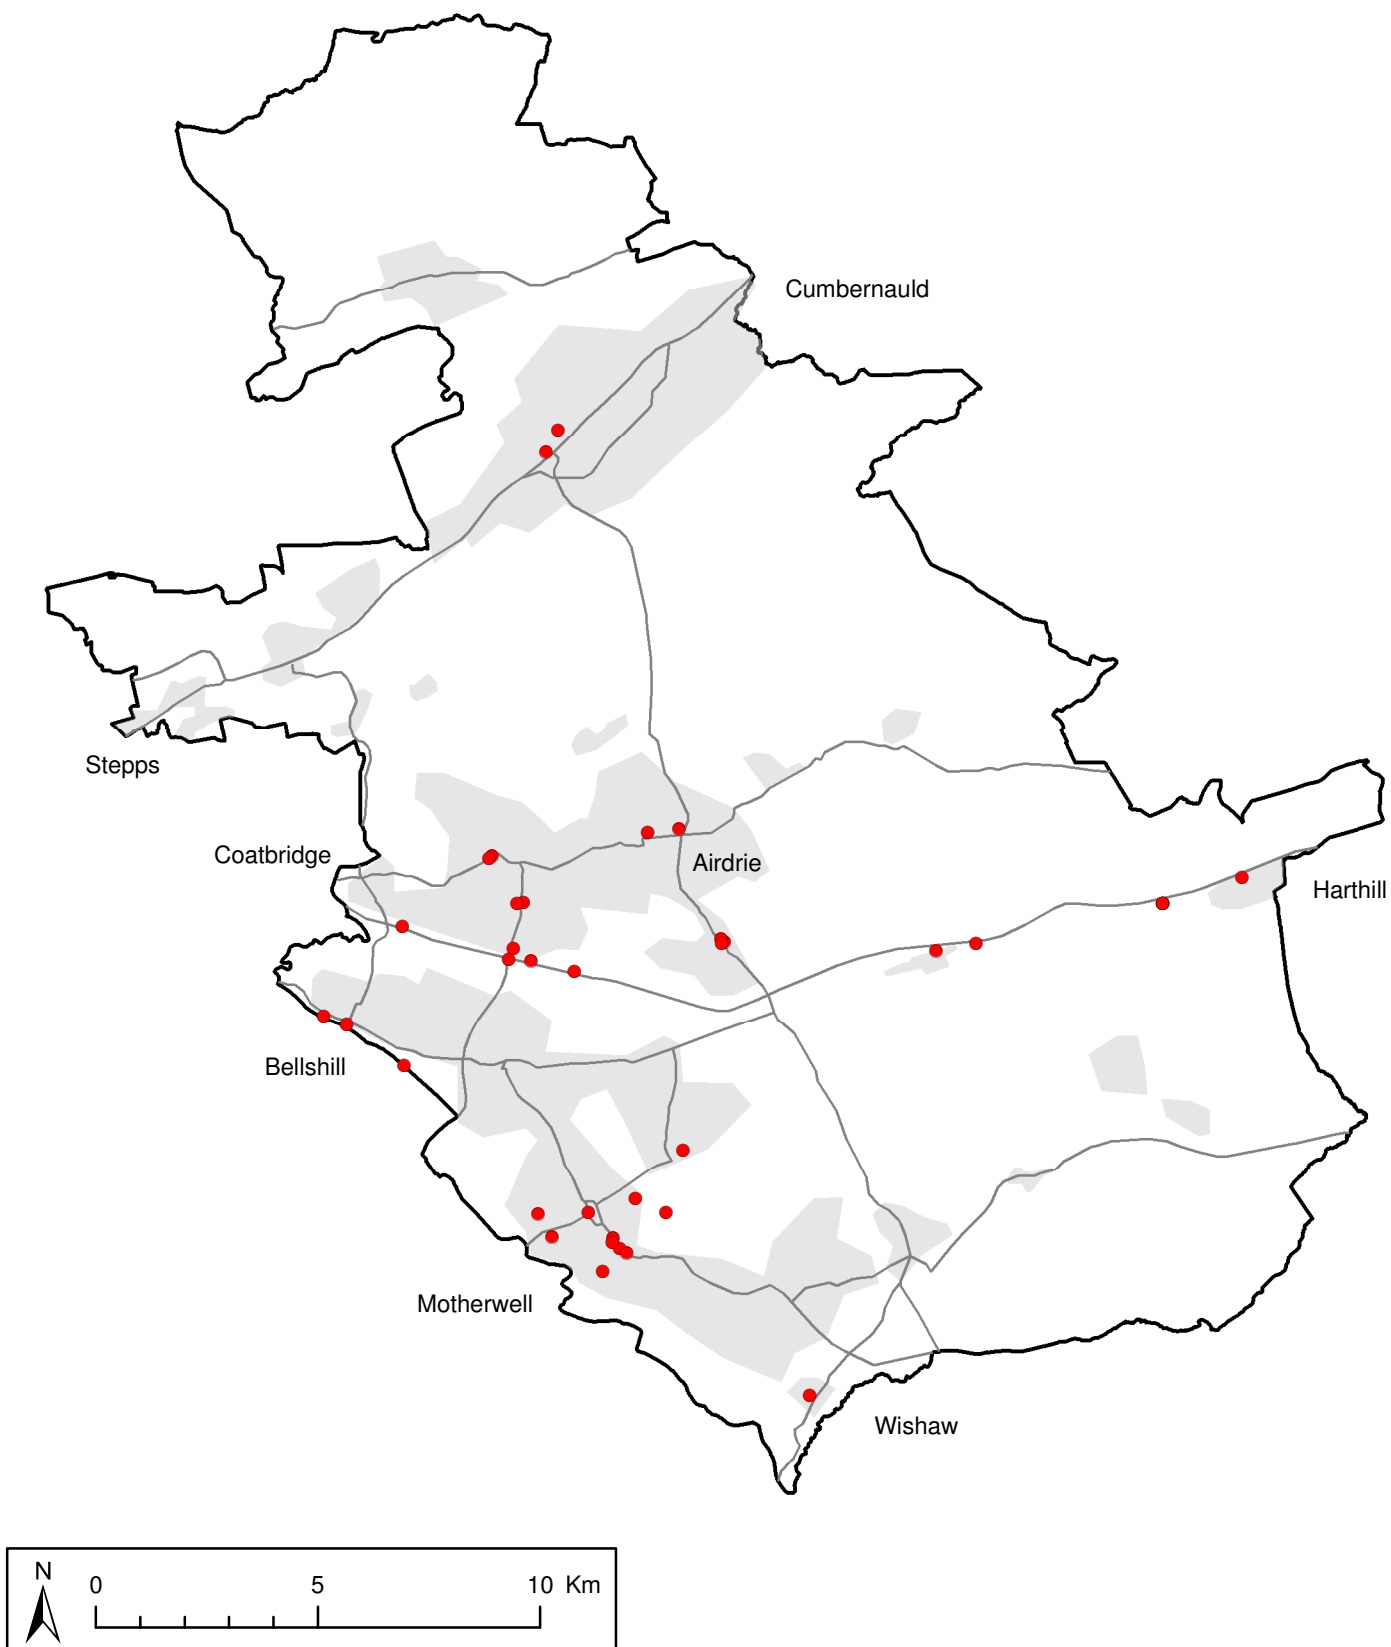 Cumbernauld
Stepps
Coatbridge
Airdrie
Harthill
Bellshill
Motherwell
Wishaw
N
0 5 10 Km